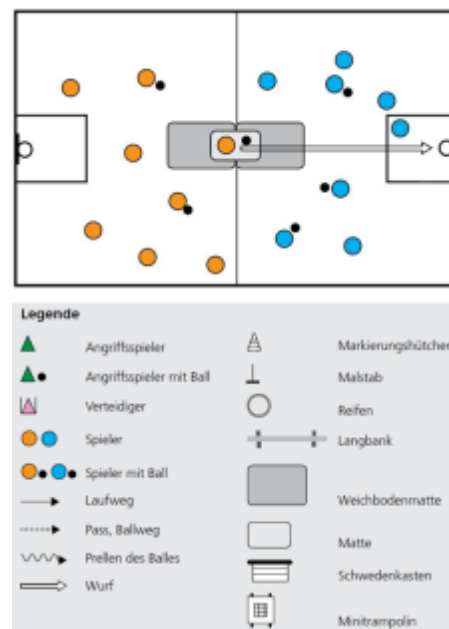 Legende
Angriffsspieler
Angriffsspieler mit Ball
Verteidiger
Spieler
Spieler mit Ball
Laufweg
Pass, Ballweg
Prellen des Balles
Wurf
Markierungshütchen
Malstab
Reifen
Langbank
Weichbodenmatte
Matte
Schwedenkasten
Minitrampolin